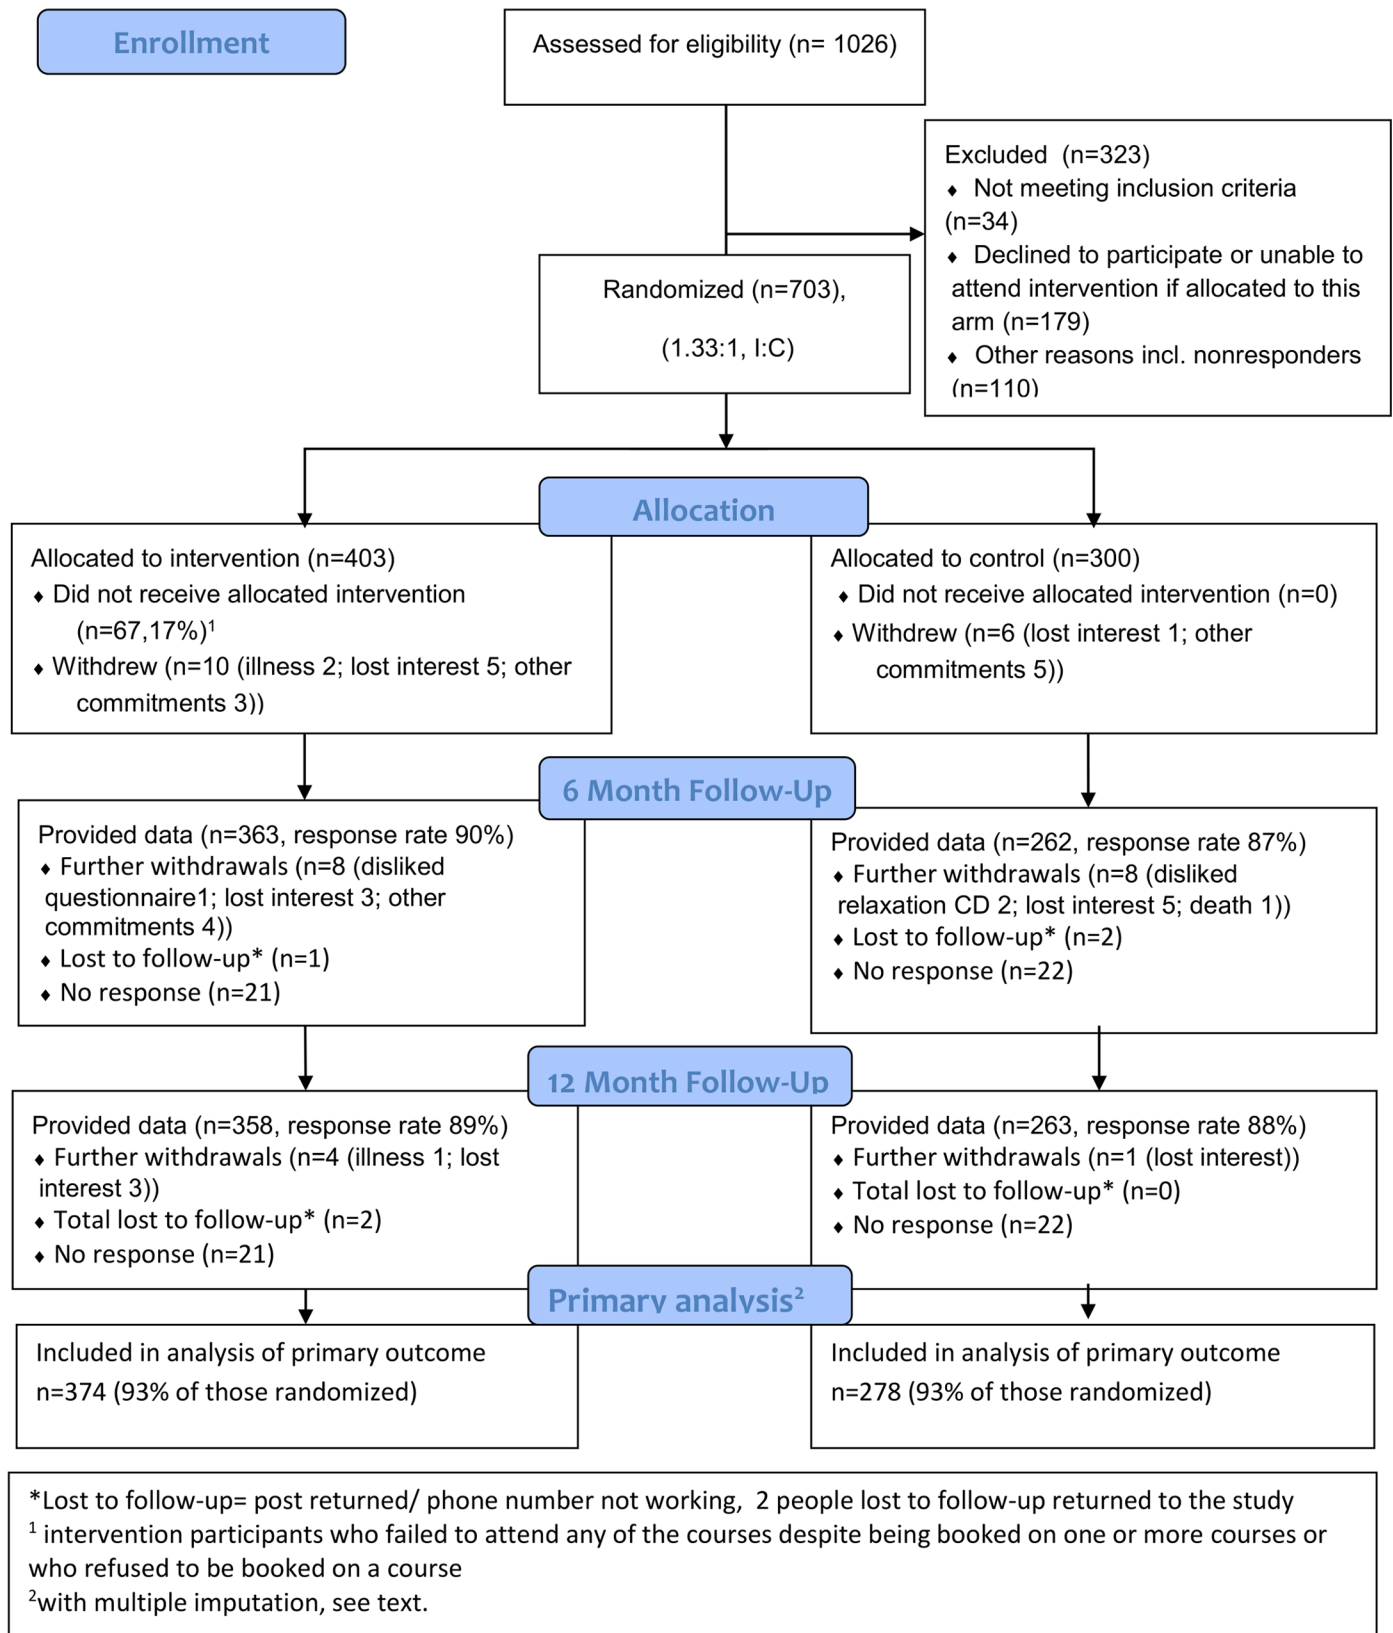 Enrollment
Assessed for eligibility (n= 1026)
Excluded (n=323)
♦ Not meeting inclusion criteria
(n=34)
♦ Declined to participate or unable to
attend intervention if allocated to this
arm (n=179)
♦ Other reasons incl. nonresponders
(n=110)
Randomized (n=703),
(1.33:1, I:C)
Allocation
Allocated to intervention (n=403)
♦ Did not receive allocated intervention
(n=67,17%)¹
♦ Withdrew (n=10 (illness 2; lost interest 5; other
commitments 3))
Allocated to control (n=300)
♦ Did not receive allocated intervention (n=0)
♦ Withdrew (n=6 (lost interest 1; other
commitments 5))
6 Month Follow-Up
Provided data (n=363, response rate 90%)
♦ Further withdrawals (n=8 (disliked
questionnaire1; lost interest 3; other
commitments 4))
♦ Lost to follow-up* (n=1)
♦ No response (n=21)
Provided data (n=262, response rate 87%)
♦ Further withdrawals (n=8 (disliked
relaxation CD 2; lost interest 5; death 1))
♦ Lost to follow-up* (n=2)
♦ No response (n=22)
12 Month Follow-Up
Provided data (n=358, response rate 89%)
♦ Further withdrawals (n=4 (illness 1; lost
interest 3))
♦ Total lost to follow-up* (n=2)
♦ No response (n=21)
Provided data (n=263, response rate 88%)
♦ Further withdrawals (n=1 (lost interest))
♦ Total lost to follow-up* (n=0)
♦ No response (n=22)
Primary analysis²
Included in analysis of primary outcome
n=374 (93% of those randomized)
Included in analysis of primary outcome
n=278 (93% of those randomized)
*Lost to follow-up= post returned/ phone number not working, 2 people lost to follow-up returned to the study
¹ intervention participants who failed to attend any of the courses despite being booked on one or more courses or
who refused to be booked on a course
²with multiple imputation, see text.